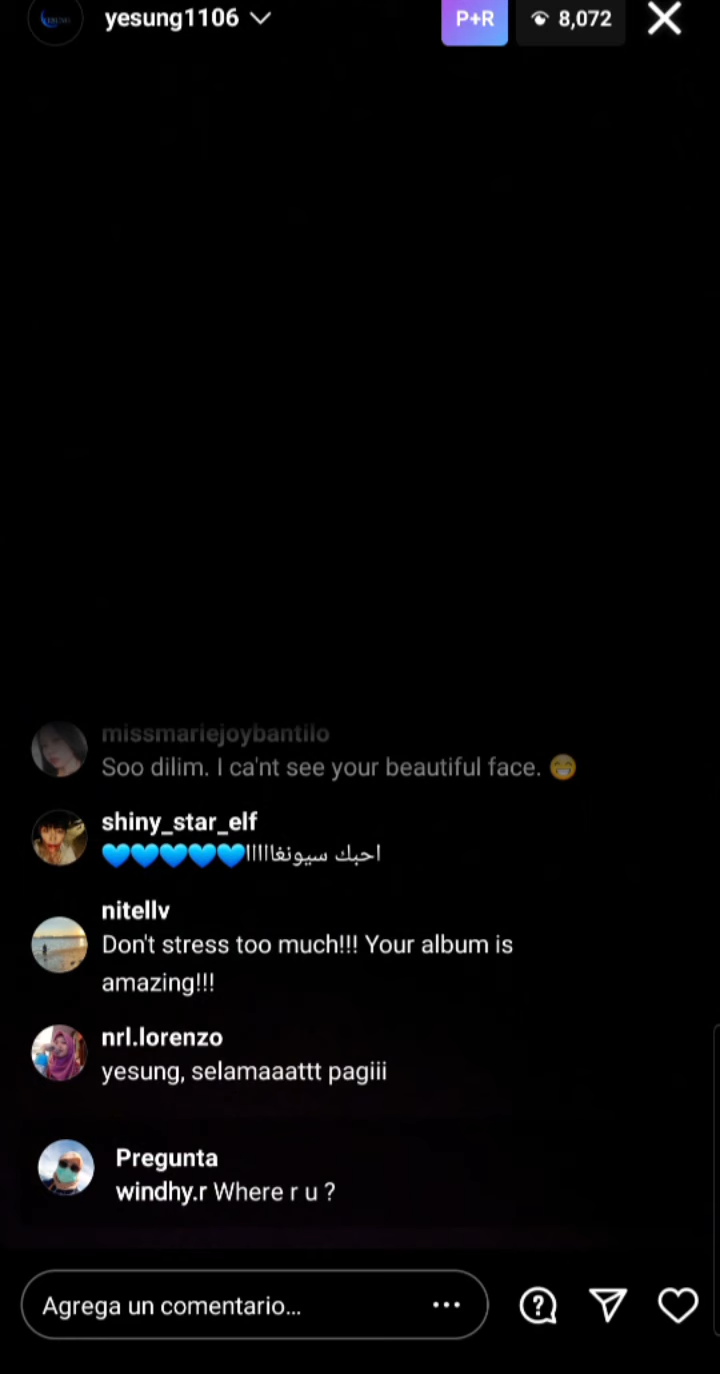 yesung1106
P+R
8,072
missmariejoybantilo
Soo dilim. I ca'nt see your beautiful face. 😁
shiny_star_elf
احبك سيونغااااا💙💙💙💙💙
nitellv
Don't stress too much!!! Your album is
amazing!!!
nrl.lorenzo
yesung, selamaaattt pagiii
Pregunta
windhy.r Where r u ?
Agrega un comentario...